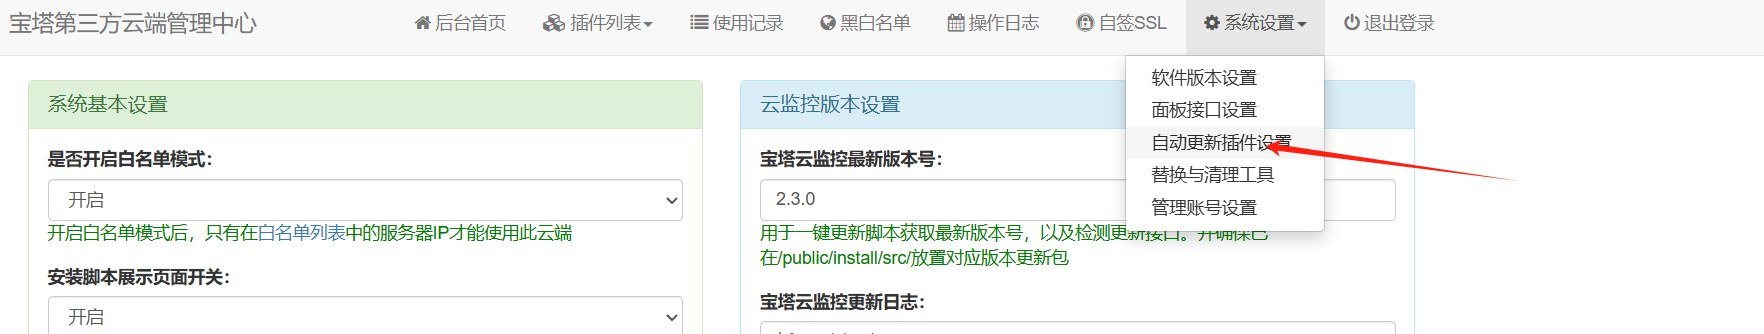 宝塔第三方云端管理中心
后台首页 插件列表 使用记录 黑白名单 操作日志 自签SSL 系统设置 退出登录
软件版本设置
面板接口设置
自动更新插件设置
替换与清理工具
管理账号设置
系统基本设置
是否开启白名单模式：
开启
开启白名单模式后，只有在白名单列表中的服务器IP才能使用此云端
安装脚本展示页面开关：
开启
云监控版本设置
宝塔云监控最新版本号：
2.3.0
用于一键更新脚本获取最新版本号，以及检测更新接口。并确保已
在/public/install/src/放置对应版本更新包
宝塔云监控更新日志：